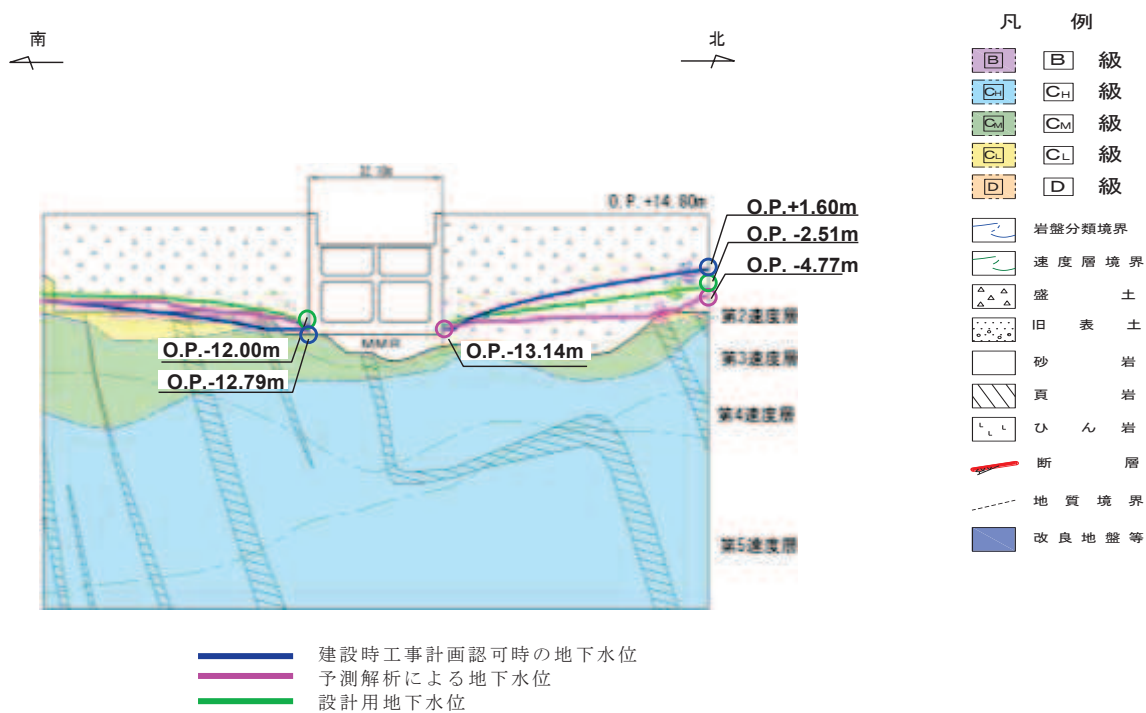 南
北
22.10m
O.P.+14.80m
O.P.+1.60m
O.P. -2.51m
O.P. -4.77m
第2速度層
O.P.-12.00m
MMR
O.P.-13.14m
第3速度層
O.P.-12.79m
第4速度層
第5速度層
建設時工事計画認可時の地下水位
予測解析による地下水位
設計用地下水位
凡 例
B B 級
CH CH 級
CM CM 級
CL CL 級
D D 級
岩盤分類境界
速度層境界
盛土
旧表土
砂岩
頁岩
ひん岩
断層
地質境界
改良地盤等